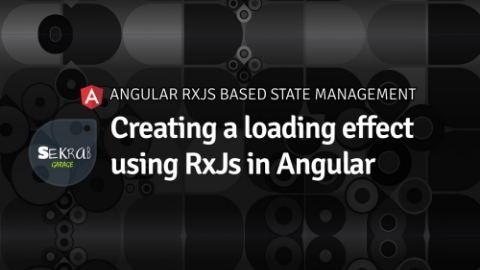 ANGULAR RXJS BASED STATE MANAGEMENT
Creating a loading effect
using RxJs in Angular
SEKRAB
GARAGE